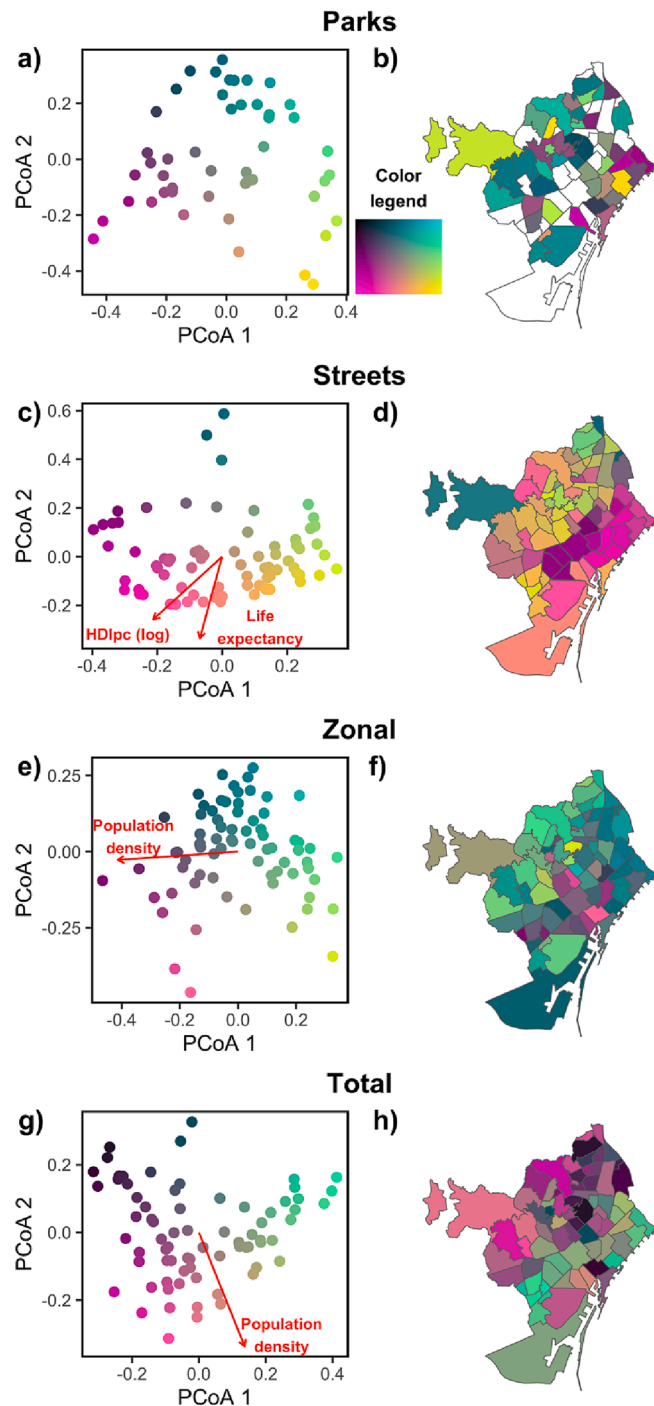 Parks
a)
b)
0.2
0.0
-0.2
-0.4
PCoA 2
-0.4
-0.2
0.0
0.2
0.4
PCoA 1
Color
legend
Streets
c)
d)
0.6
0.4
0.2
0.0
-0.2
PCoA 2
HDIpc (log)
Life
expectancy
-0.4
-0.2
0.0
0.2
PCoA 1
Zonal
e)
f)
0.25
0.00
-0.25
PCoA 2
Population
density
-0.4
-0.2
0.0
0.2
PCoA 1
Total
g)
h)
0.2
0.0
-0.2
PCoA 2
Population
density
-0.2
0.0
0.2
0.4
PCoA 1